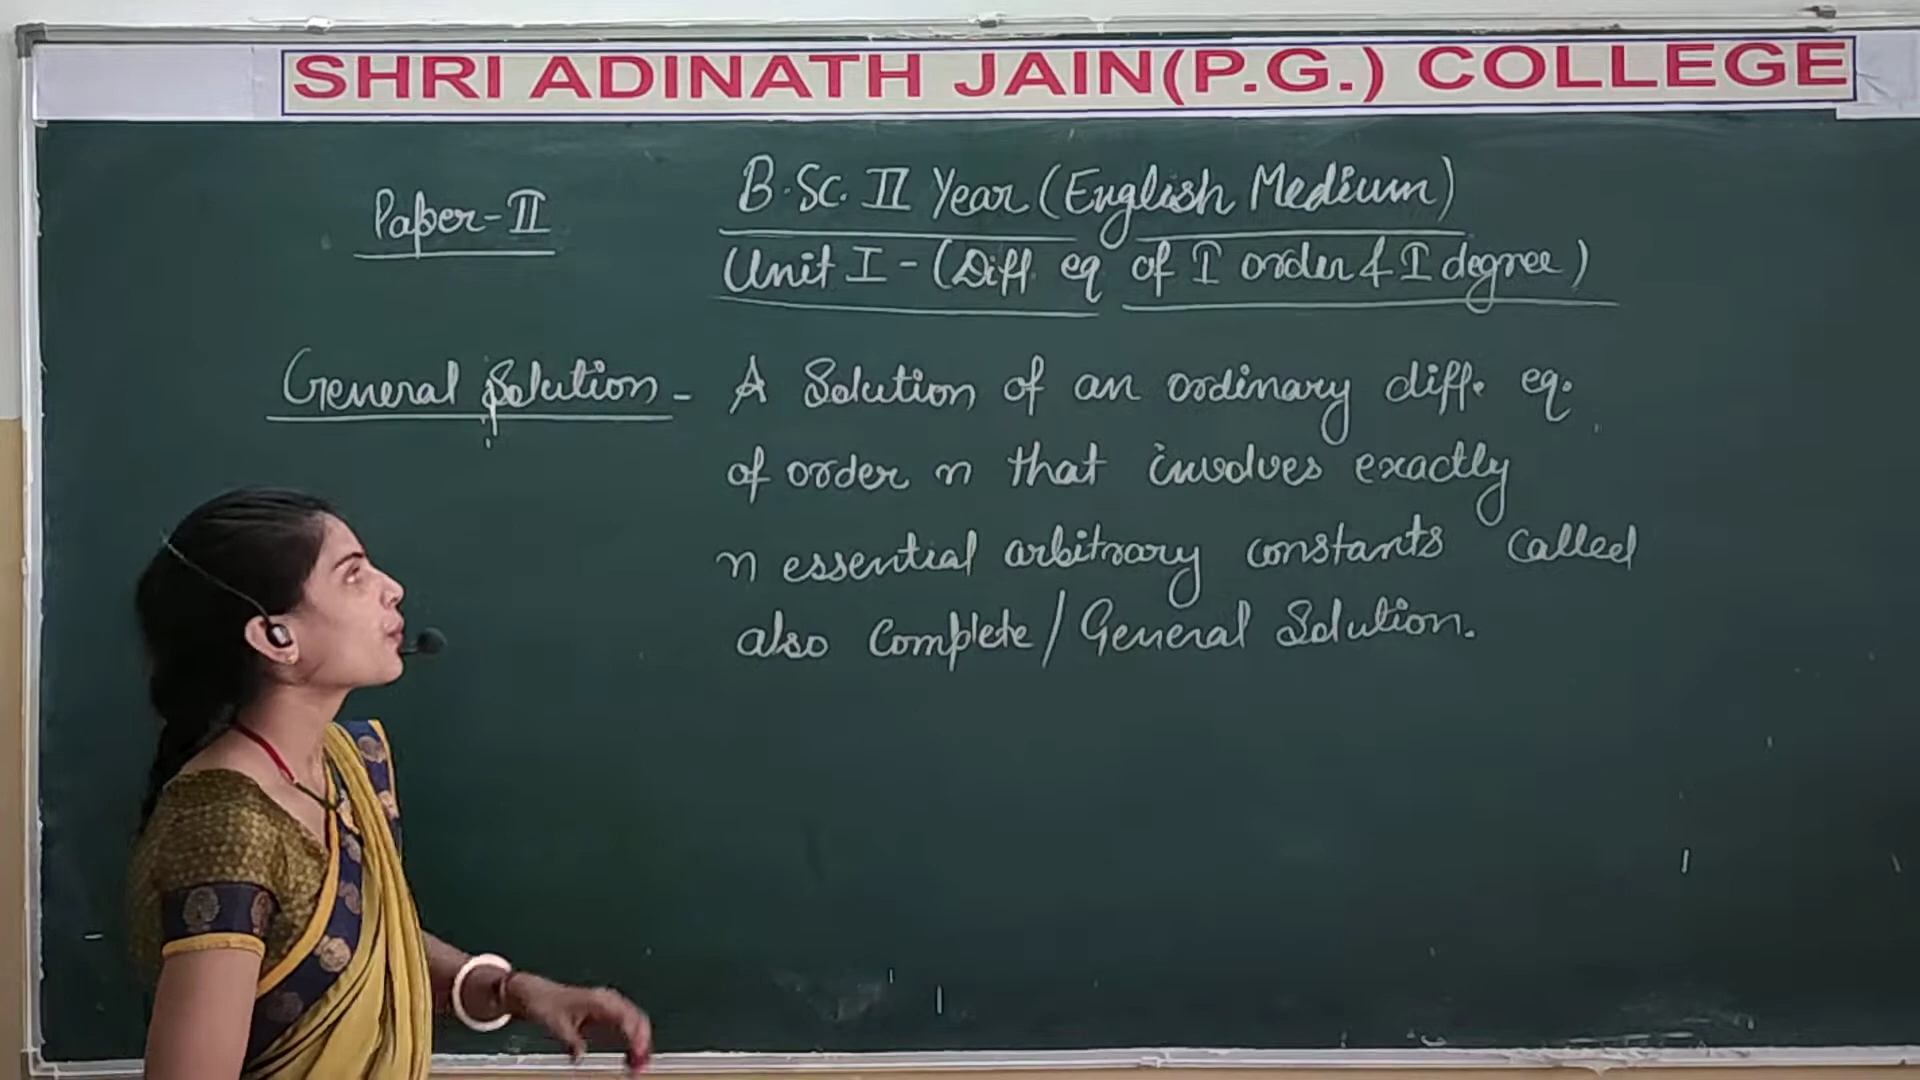 SHRI ADINATH JAIN(P.G.) COLLEGE
Paper-II
B.Sc. II Year (English Medium)
Unit I - (Diff eq of I order & I degree)
General Solution - A Solution of an ordinary diff. eq.
of order n that involves exactly
n essential arbitrary constants called
also Complete/General Solution.